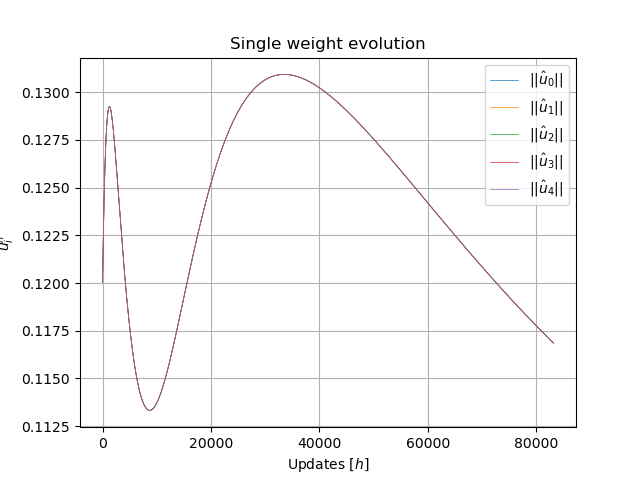 Single weight evolution
||û₀||
||û₁||
||û₂||
||û₃||
||û₄||
0.1300
0.1275
0.1250
0.1225
0.1200
0.1175
0.1150
0.1125
0 20000 40000 60000 80000
Updates [h]